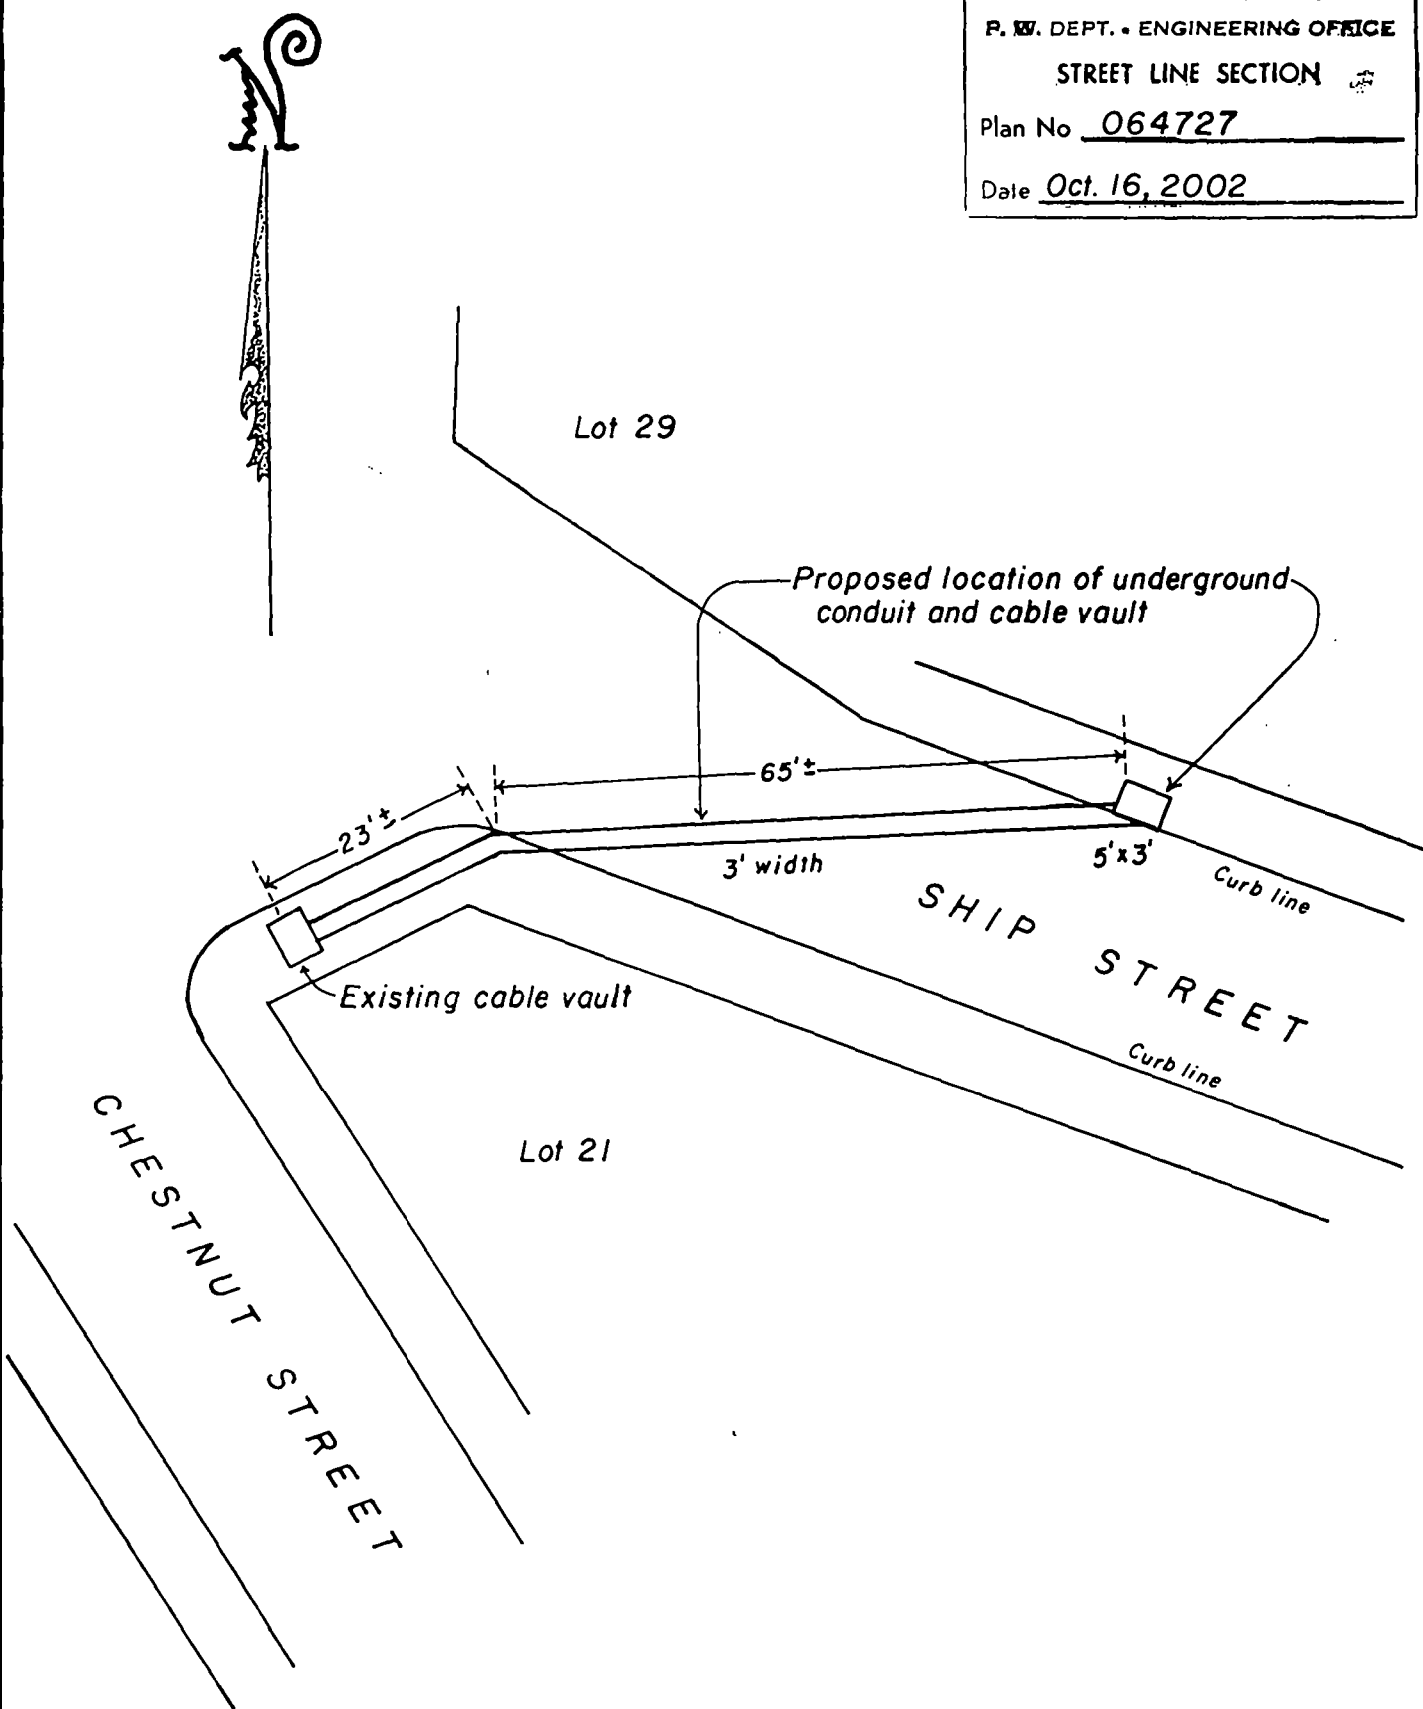 P. W. DEPT. • ENGINEERING OFFICE
STREET LINE SECTION
Plan No 064727
Date Oct. 16, 2002
N
Lot 29
Proposed location of underground
conduit and cable vault
65'±
23'±
3' width
5'x3'
Curb line
SHIP STREET
Existing cable vault
Curb line
CHESTNUT STREET
Lot 21